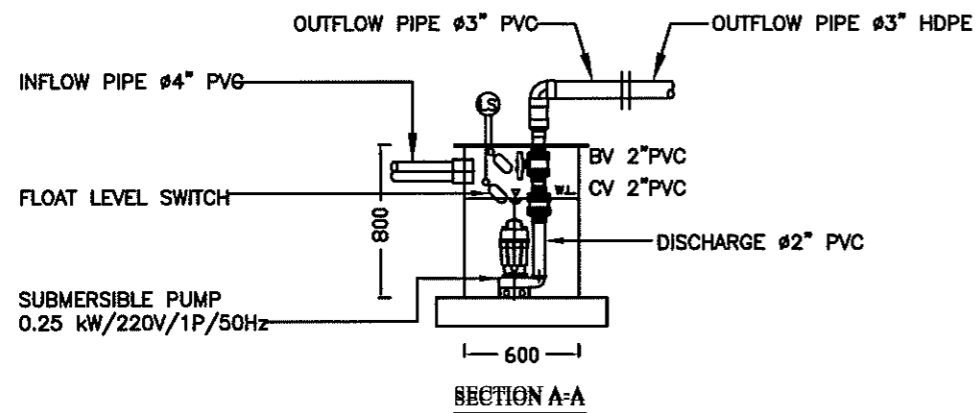 OUTFLOW PIPE ø3" PVC
OUTFLOW PIPE ø3" HDPE
INFLOW PIPE ø4" PVC
LS
BV 2"PVC
W.L.
CV 2"PVC
FLOAT LEVEL SWITCH
800
DISCHARGE ø2" PVC
SUBMERSIBLE PUMP
0.25 kW/220V/1P/50Hz
600
SECTION A-A